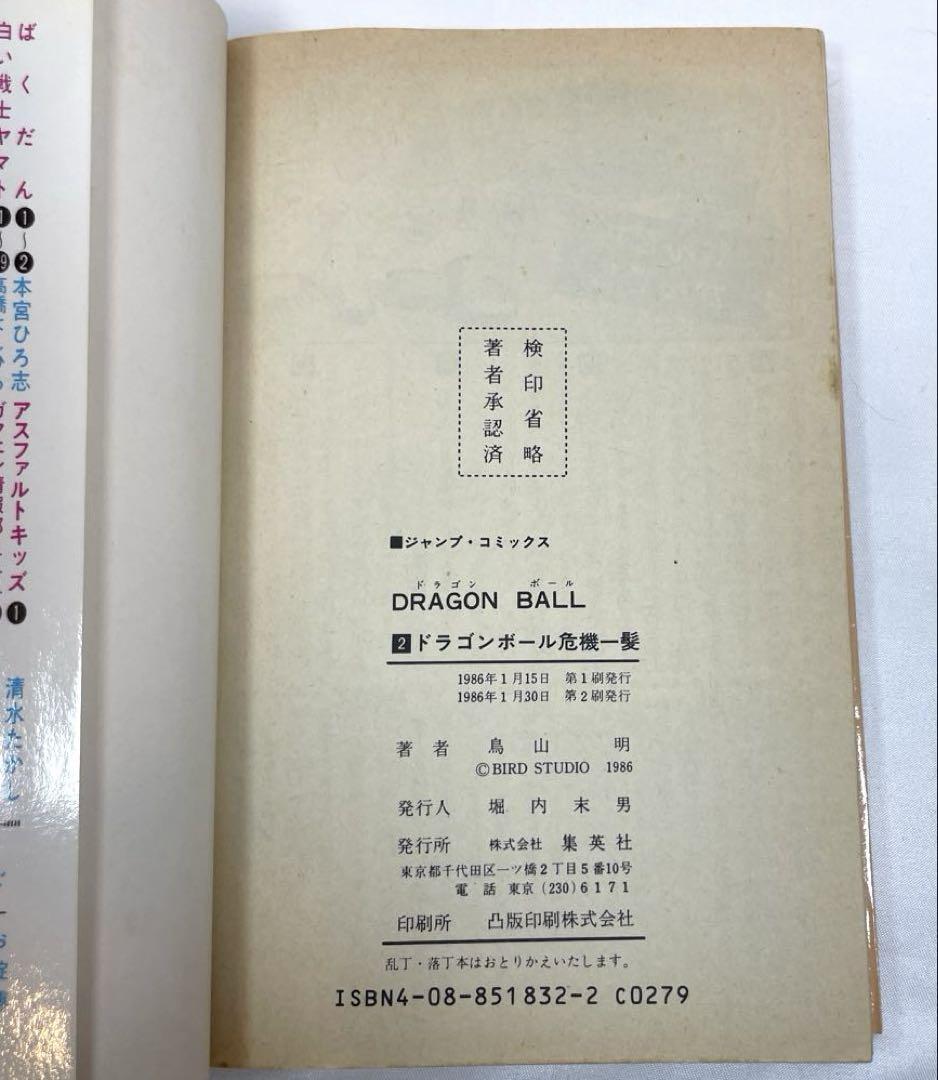 検印省略
著者承認済
■ジャンプ・コミックス
ドラゴン ボール
DRAGON BALL
2 ドラゴンボール危機一髪
1986年1月15日 第1刷発行
1986年1月30日 第2刷発行
著者 鳥山 明
©BIRD STUDIO 1986
発行人 堀内末男
発行所 株式会社 集英社
東京都千代田区一ツ橋2丁目5番10号
電話 東京(230)6171
印刷所 凸版印刷株式会社
乱丁・落丁本はおとりかえいたします。
ISBN4-08-851832-2 C0279
ばくだん 1〜2 本宮ひろ志
アスファルトキッズ 1 清水たかし
白い戦士ヤマト